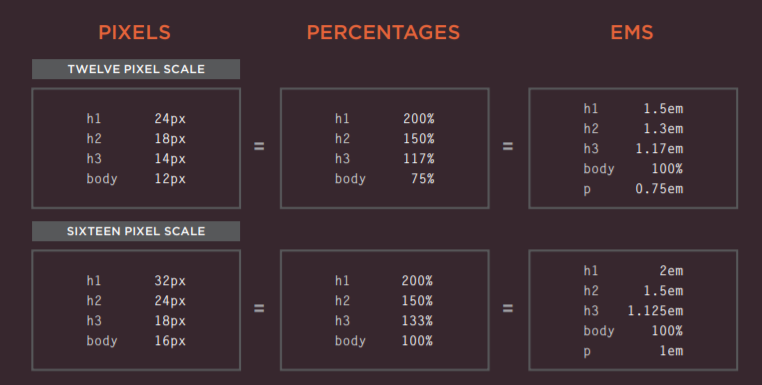 PIXELS PERCENTAGES EMS
TWELVE PIXEL SCALE
h1 24px
h2 18px
h3 14px
body 12px
=
h1 200%
h2 150%
h3 117%
body 75%
=
h1 1.5em
h2 1.3em
h3 1.17em
body 100%
p 0.75em
SIXTEEN PIXEL SCALE
h1 32px
h2 24px
h3 18px
body 16px
=
h1 200%
h2 150%
h3 133%
body 100%
=
h1 2em
h2 1.5em
h3 1.125em
body 100%
p 1em